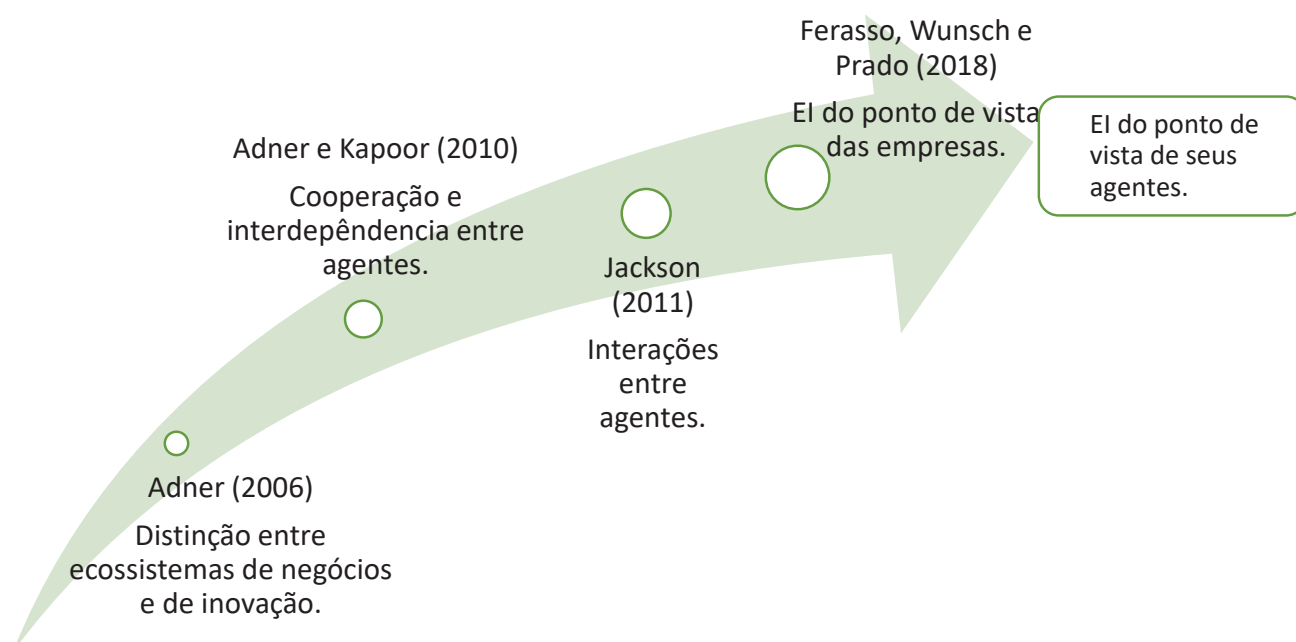 Ferasso, Wunsch e
Prado (2018)
EI do ponto de vista
das empresas.
EI do ponto de
vista de seus
agentes.
Adner e Kapoor (2010)
Cooperação e
interdepêndencia entre
agentes.
Jackson
(2011)
Interações
entre
agentes.
Adner (2006)
Distinção entre
ecossistemas de negócios
e de inovação.